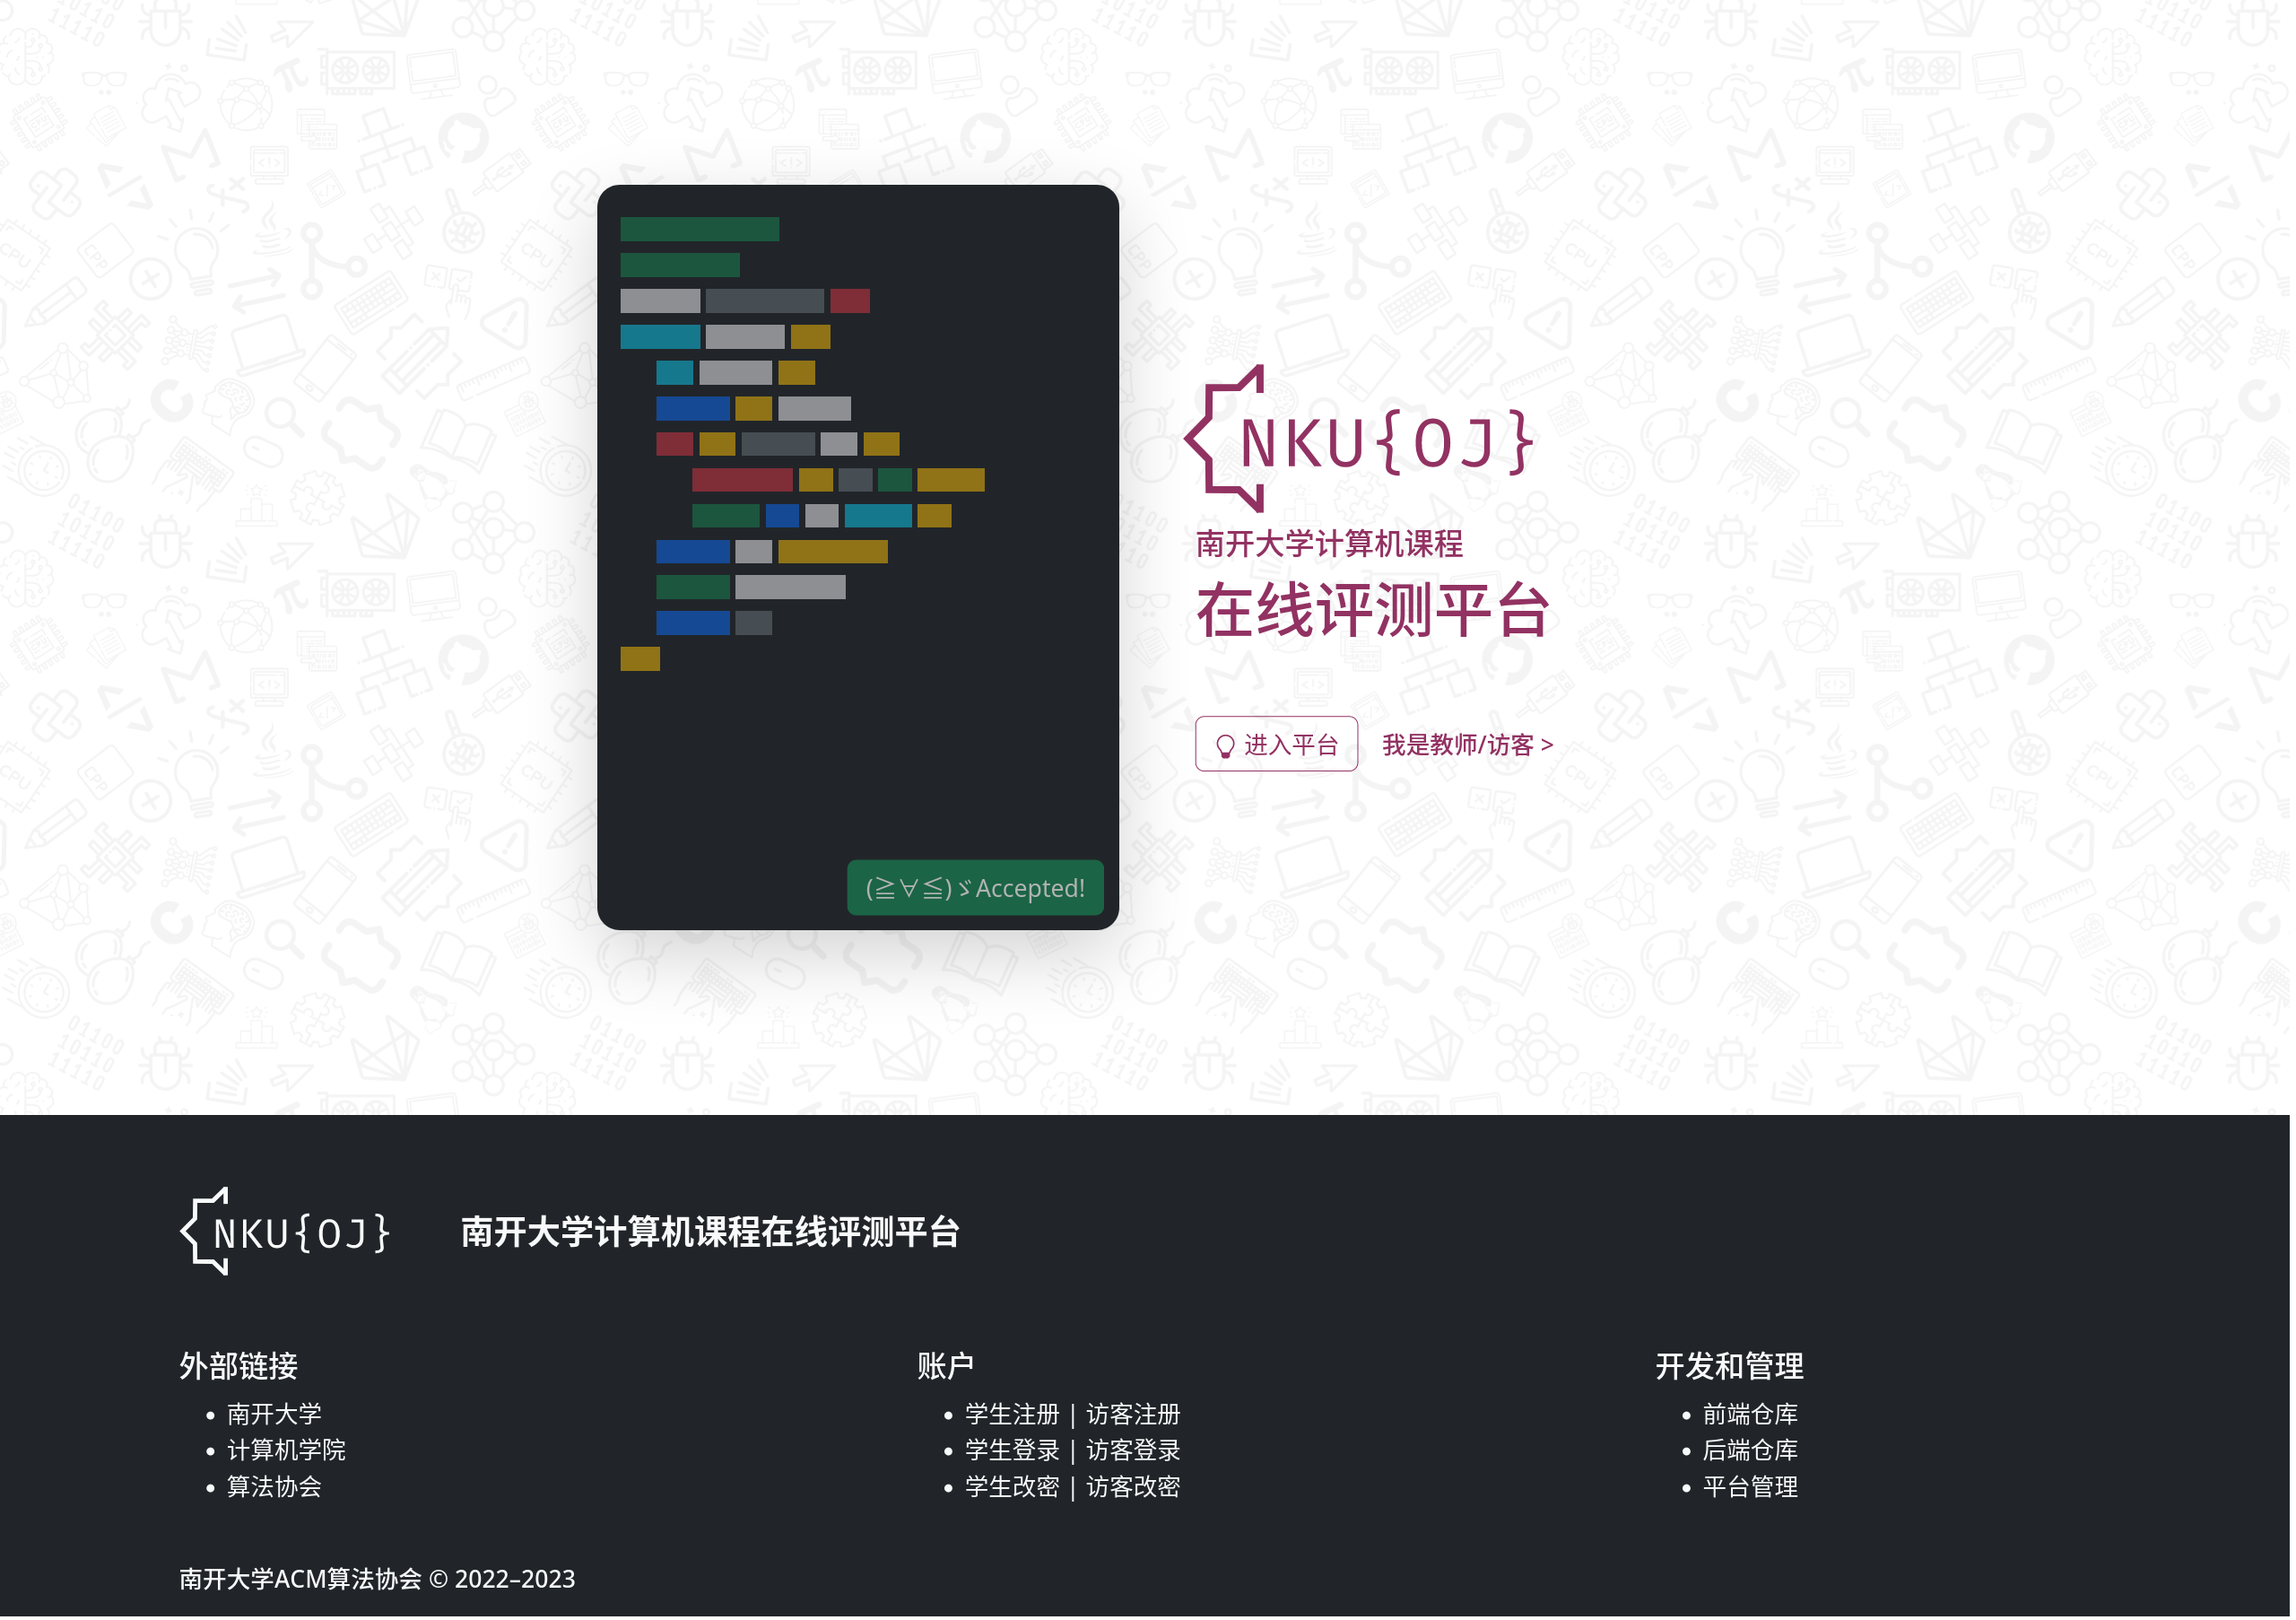 NKU{OJ}
南开大学计算机课程
在线评测平台
进入平台 我是教师/访客 >
(≧∀≦)ゞAccepted!
NKU{OJ} 南开大学计算机课程在线评测平台
外部链接
南开大学
计算机学院
算法协会
账户
学生注册 | 访客注册
学生登录 | 访客登录
学生改密 | 访客改密
开发和管理
前端仓库
后端仓库
平台管理
南开大学ACM算法协会 © 2022–2023